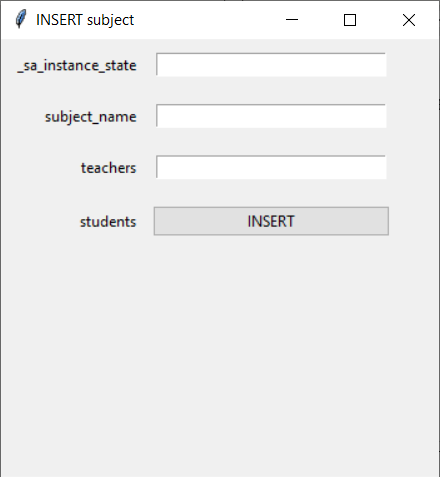 INSERT subject
_sa_instance_state
subject_name
teachers
students INSERT